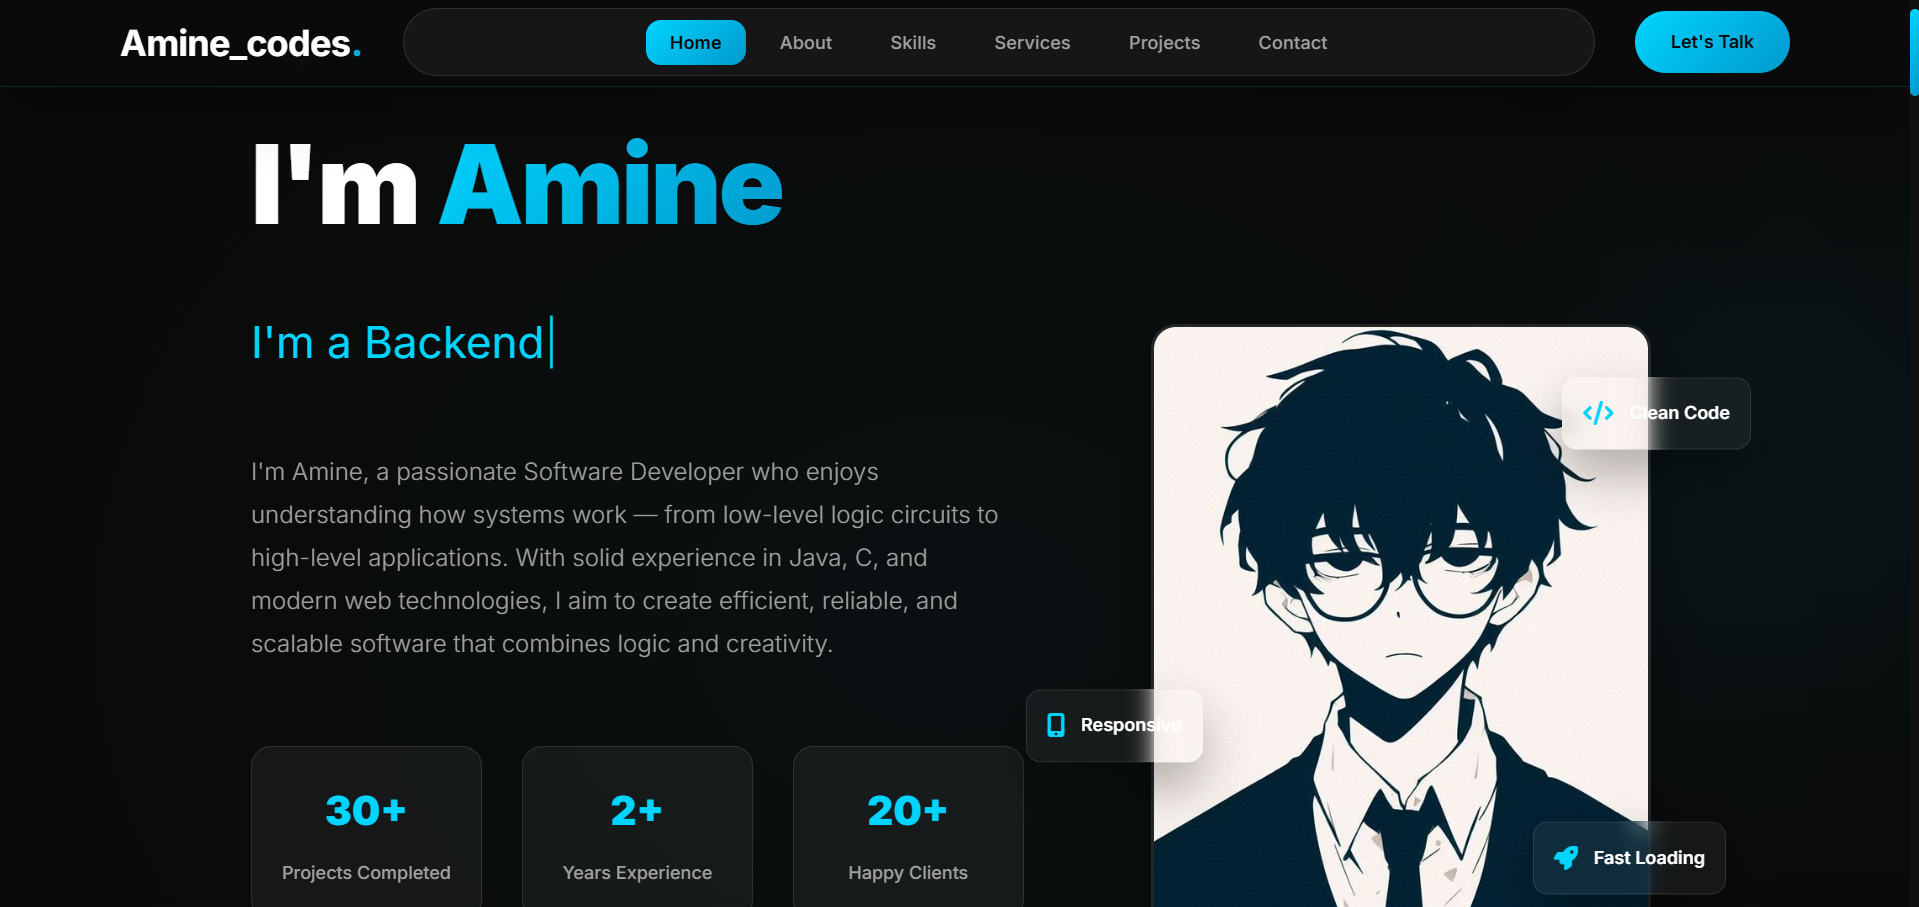 Amine_codes.
Home
About
Skills
Services
Projects
Contact
Let's Talk
I'm Amine
I'm a Backend
I'm Amine, a passionate Software Developer who enjoys
understanding how systems work — from low-level logic circuits to
high-level applications. With solid experience in Java, C, and
modern web technologies, I aim to create efficient, reliable, and
scalable software that combines logic and creativity.
30+
Projects Completed
2+
Years Experience
20+
Happy Clients
Clean Code
Responsive
Fast Loading